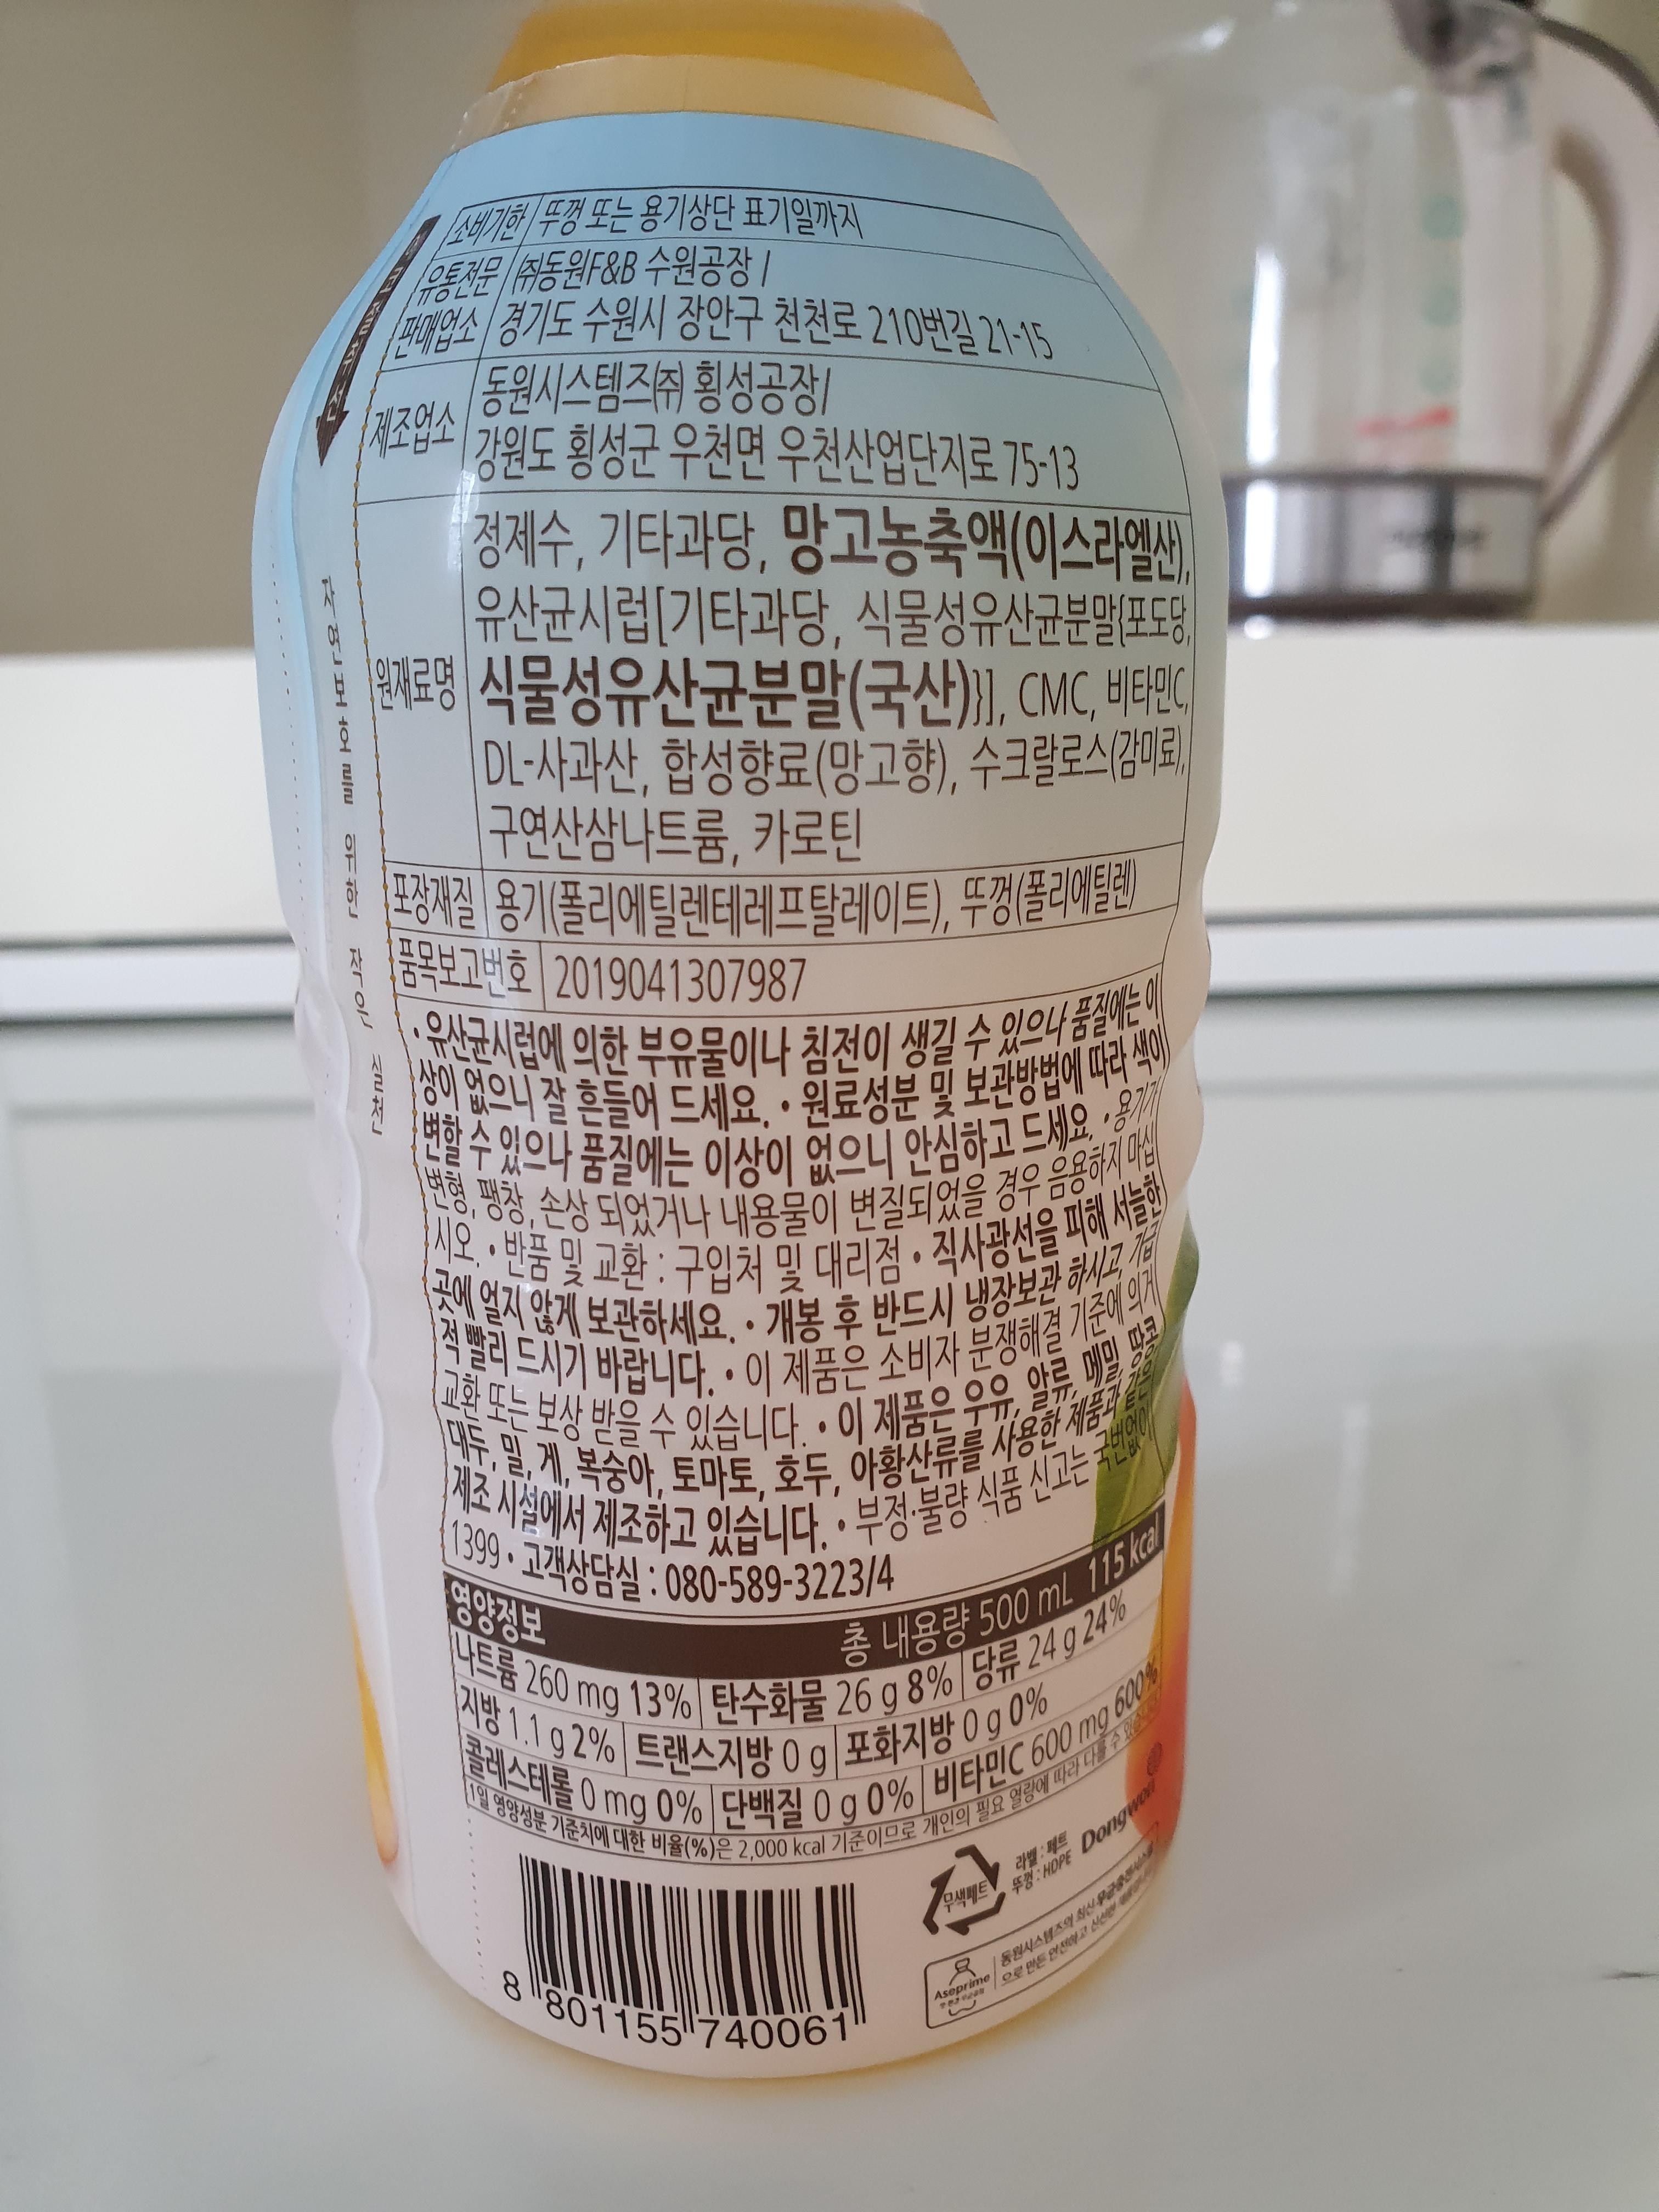 소비기한 뚜껑 또는 용기상단 표기일까지
유통전문 ㈜동원F&B 수원공장 /
판매업소 경기도 수원시 장안구 천천로 210번길 21-15
동원시스템즈㈜ 횡성공장/
제조업소
강원도 횡성군 우천면 우천산업단지로 75-13
정제수, 기타과당, 망고농축액(이스라엘산),
유산균시럽[기타과당, 식물성유산균분말{포도당,
원재료명 식물성유산균분말(국산)}], CMC, 비타민C,
DL-사과산, 합성향료(망고향), 수크랄로스(감미료),
구연산삼나트륨, 카로틴
포장재질 용기(폴리에틸렌테레프탈레이트), 뚜껑(폴리에틸렌)
품목보고번호 2019041307987
• 유산균시럽에 의한 부유물이나 침전이 생길 수 있으나 품질에는 이
상이 없으니 잘 흔들어 드세요. • 원료성분 및 보관방법에 따라 색이
변할 수 있으나 품질에는 이상이 없으니 안심하고 드세요. • 용기가
변형, 팽창, 손상 되었거나 내용물이 변질되었을 경우 음용하지 마십
시오. • 반품 및 교환 : 구입처 및 대리점 • 직사광선을 피해 서늘한
곳에 얼지 않게 보관하세요. • 개봉 후 반드시 냉장보관 하시고, 가급
적 빨리 드시기 바랍니다. • 이 제품은 소비자 분쟁해결 기준에 의거
교환 또는 보상 받을 수 있습니다. • 이 제품은 우유, 알류, 메밀, 땅콩,
대두, 밀, 게, 복숭아, 토마토, 호두, 아황산류를 사용한 제품과 같은
제조 시설에서 제조하고 있습니다. • 부정·불량 식품 신고는 국번없이
1399 • 고객상담실 : 080-589-3223/4
영양정보 총 내용량 500 mL 115 kcal
나트륨 260 mg 13% 탄수화물 26 g 8% 당류 24 g 24%
지방 1.1 g 2% 트랜스지방 0 g 포화지방 0 g 0%
콜레스테롤 0 mg 0% 단백질 0 g 0% 비타민C 600 mg 600%
1일 영양성분 기준치에 대한 비율(%)은 2,000 kcal 기준이므로 개인의 필요 열량에 따라 다를 수
자연보호를 위한 작은 실천
무색페트
라벨 : 페트
뚜껑 : HDPE
Dongwon
Aseprime
동원시스템즈의 최신 무균충전시스템
으로 만든 안전하고 신선한
8 801155 740061